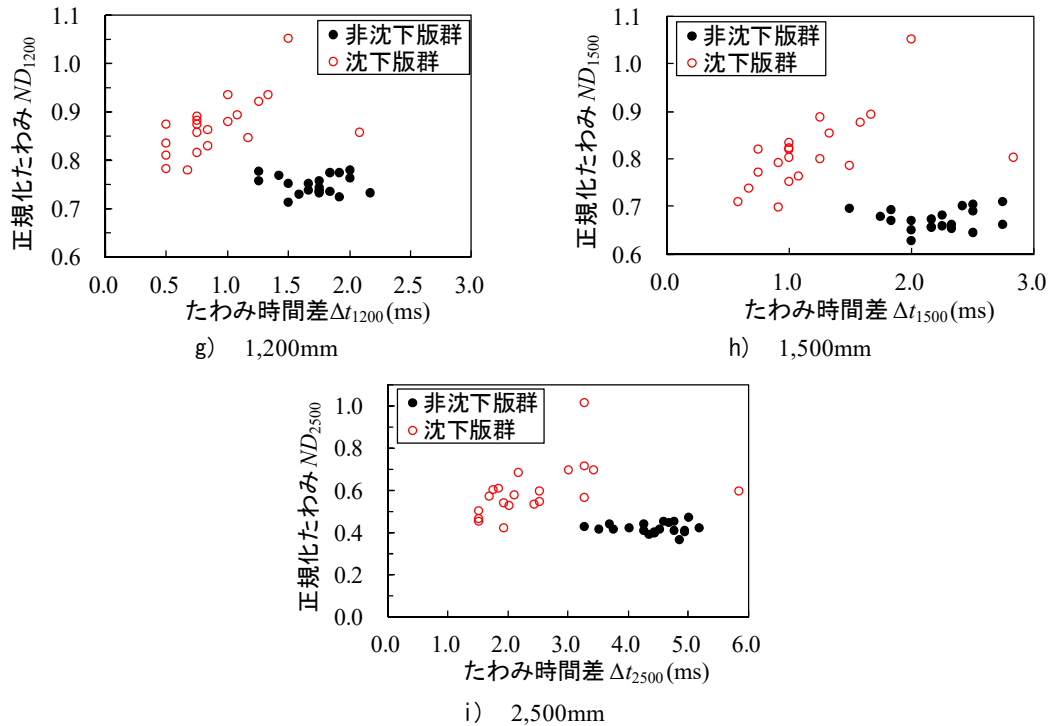 1.1
1.0
0.9
0.8
0.7
0.6
正規化たわみ ND1200
非沈下版群
沈下版群
0.0 0.5 1.0 1.5 2.0 2.5 3.0
たわみ時間差Δt1200(ms)
g) 1,200mm
1.1
1.0
0.9
0.8
0.7
0.6
正規化たわみ ND1500
非沈下版群
沈下版群
0.0 1.0 2.0 3.0
たわみ時間差 Δt1500(ms)
h) 1,500mm
1.0
0.8
0.6
0.4
0.2
0.0
正規化たわみ ND2500
非沈下版群
沈下版群
0.0 1.0 2.0 3.0 4.0 5.0 6.0
たわみ時間差 Δt2500(ms)
i) 2,500mm